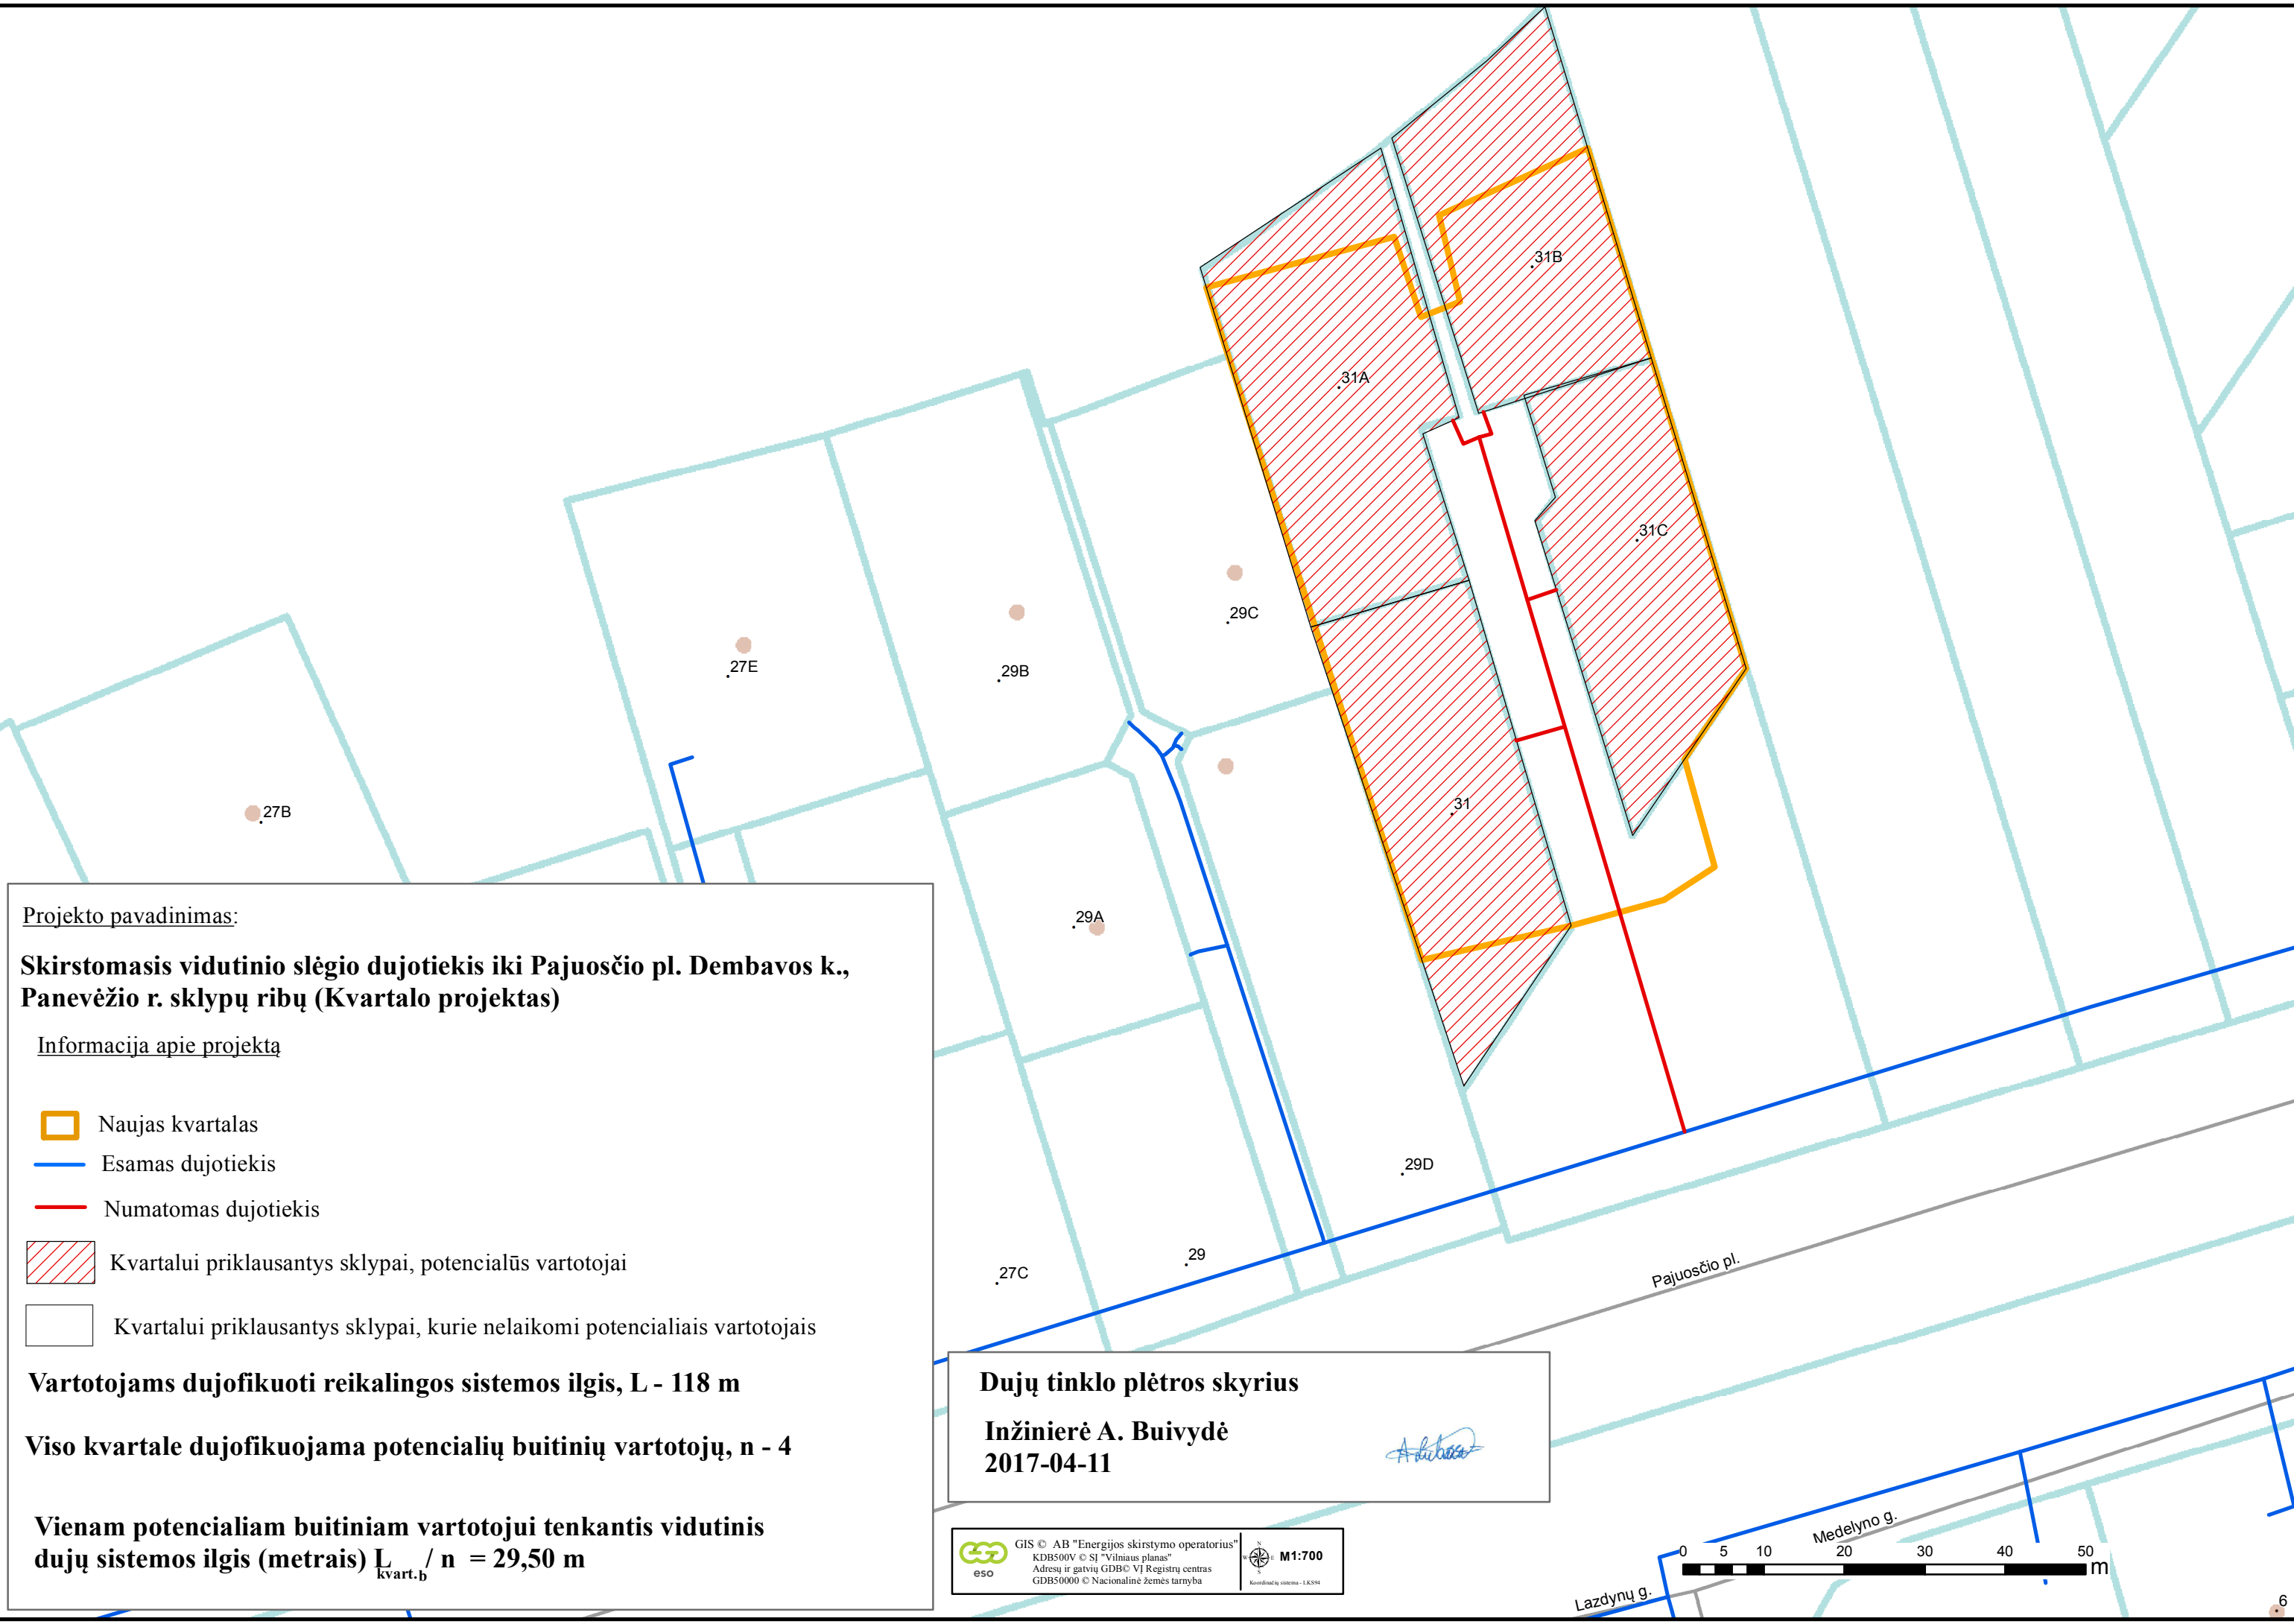 31B
31A
31C
29C
27E
29B
27B
31
29A
29D
29
27C
Pajuosčio pl.
Medelyno g.
Lazdynų g.
6
Projekto pavadinimas:
Skirstomasis vidutinio slėgio dujotiekis iki Pajuosčio pl. Dembavos k.,
Panevėžio r. sklypų ribų (Kvartalo projektas)
Informacija apie projektą
Naujas kvartalas
Esamas dujotiekis
Numatomas dujotiekis
Kvartalui priklausantys sklypai, potencialūs vartotojai
Kvartalui priklausantys sklypai, kurie nelaikomi potencialiais vartotojais
Vartotojams dujofikuoti reikalingos sistemos ilgis, L - 118 m
Viso kvartale dujofikuojama potencialių buitinių vartotojų, n - 4
Vienam potencialiam buitiniam vartotojui tenkantis vidutinis
dujų sistemos ilgis (metrais) L kvart.b / n = 29,50 m
Dujų tinklo plėtros skyrius
Inžinierė A. Buivydė
2017-04-11
eso
GIS © AB "Energijos skirstymo operatorius"
KDB500V © SĮ "Vilniaus planas"
Adresų ir gatvių GDB© VĮ Registrų centras
GDB50000 © Nacionalinė žemės tarnyba
N
W E
S
M1:700
Koordinačių sistema - LKS94
0 5 10 20 30 40 50
m